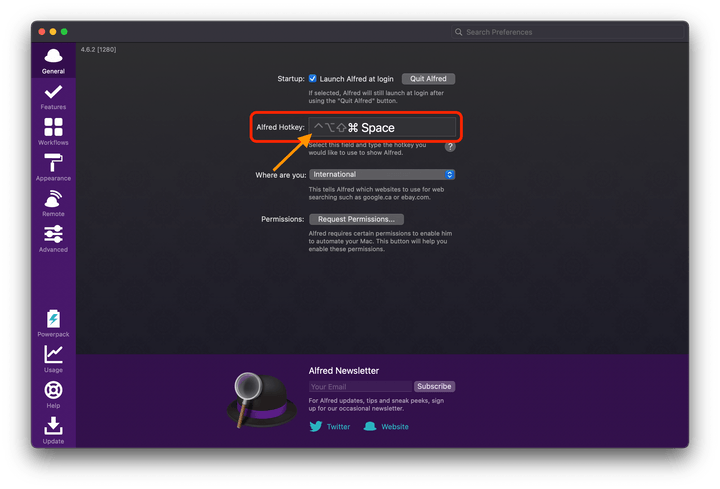 Search Preferences
4.6.2 [1280]
General
Features
Workflows
Appearance
Remote
Advanced
Powerpack
Usage
Help
Update
Startup: Launch Alfred at login Quit Alfred
If selected, Alfred will still launch at login after
using the "Quit Alfred" button.
Alfred Hotkey: ⌃⌥⇧⌘ Space
Select this field and type the hotkey you
would like to use to show Alfred.
?
Where are you: International
This tells Alfred which websites to use for web
searching such as google.ca or ebay.com.
Permissions: Request Permissions...
Alfred requires certain permissions to enable him
to automate your Mac. This button will help you
enable these permissions.
Alfred Newsletter
Your Email Subscribe
For Alfred updates, tips and sneak peeks, sign
up for our occasional newsletter.
Twitter Website